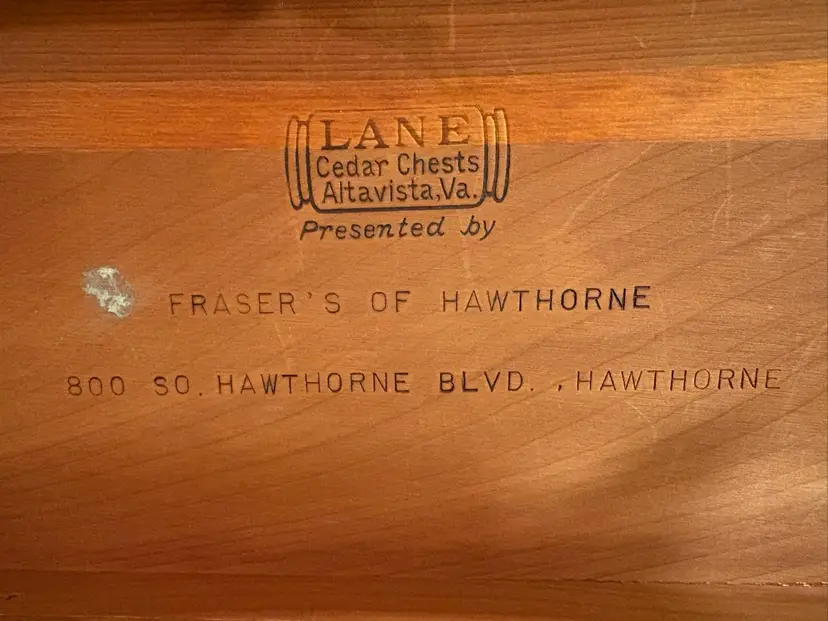 LANE
Cedar Chests
Altavista,Va.
Presented by
FRASER'S OF HAWTHORNE
800 SO. HAWTHORNE BLVD. , HAWTHORNE